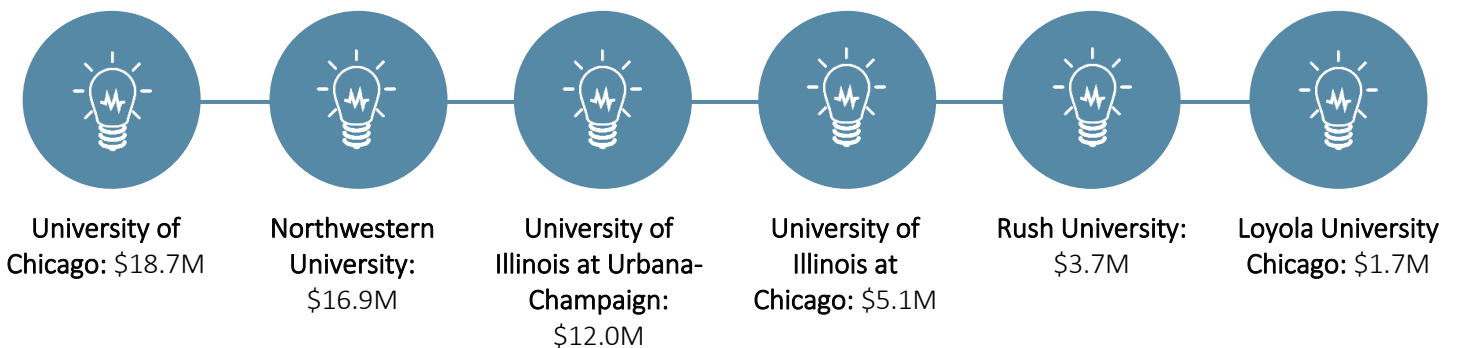 University of
Chicago: $18.7M
Northwestern
University:
$16.9M
University of
Illinois at Urbana-
Champaign:
$12.0M
University of
Illinois at
Chicago: $5.1M
Rush University:
$3.7M
Loyola University
Chicago: $1.7M